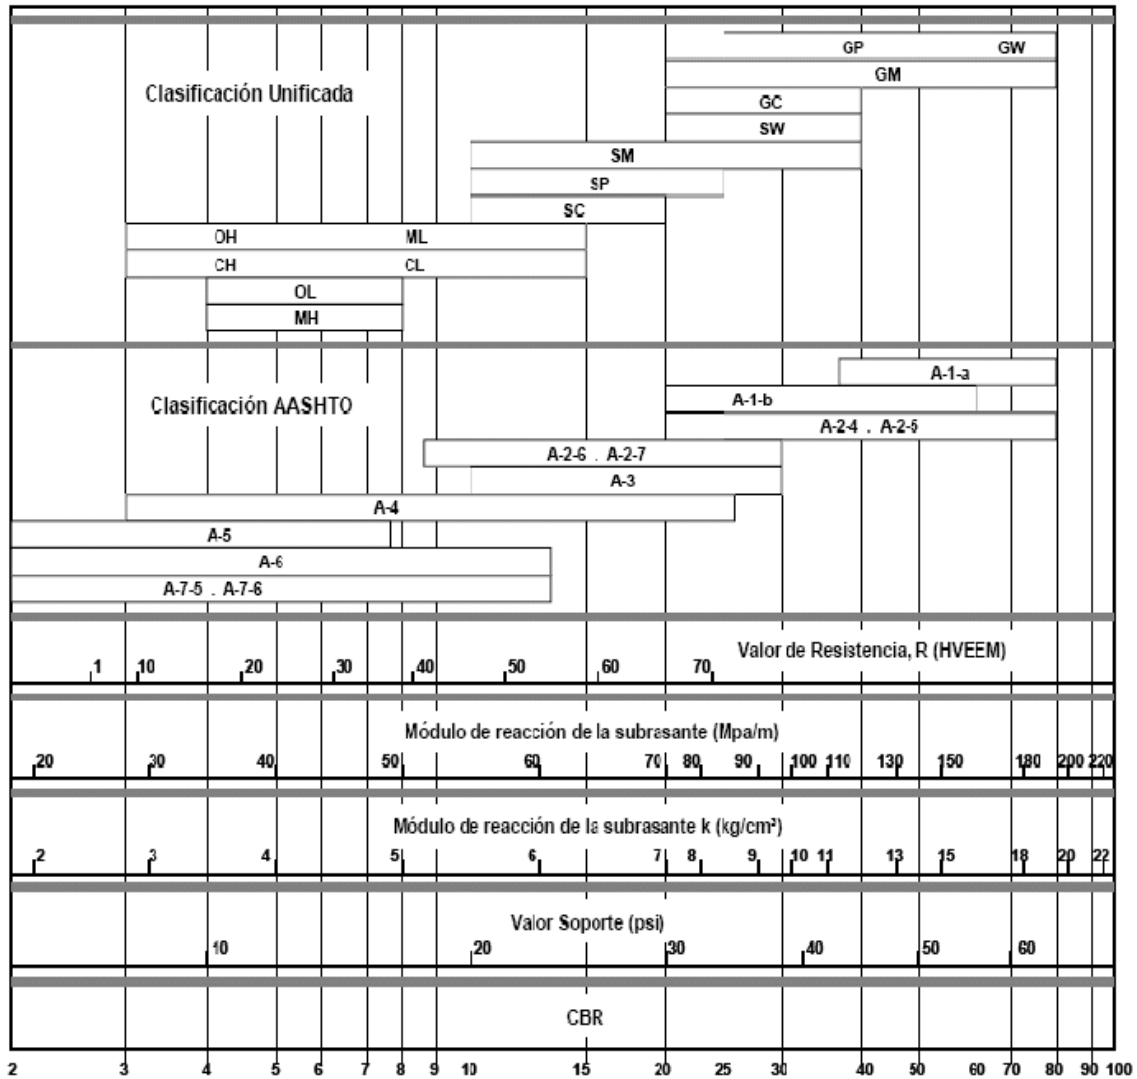 GP GW
GM
Clasificación Unificada
GC
SW
SM
SP
SC
OH ML
CH CL
OL
MH
A-1-a
Clasificación AASHTO
A-1-b
A-2-4 . A-2-5
A-2-6 . A-2-7
A-3
A-4
A-5
A-6
A-7-5 . A-7-6
Valor de Resistencia, R (HVEEM)
1 10 20 30 40 50 60 70
Módulo de reacción de la subrasante (Mpa/m)
20 30 40 50 60 70 80 90 100 110 130 150 180 200 220
Módulo de reacción de la subrasante k (kg/cm²)
2 3 4 5 6 7 8 9 10 11 13 15 18 20 22
Valor Soporte (psi)
10 20 30 40 50 60
CBR
2 3 4 5 6 7 8 9 10 15 20 30 40 50 60 70 80 90 100